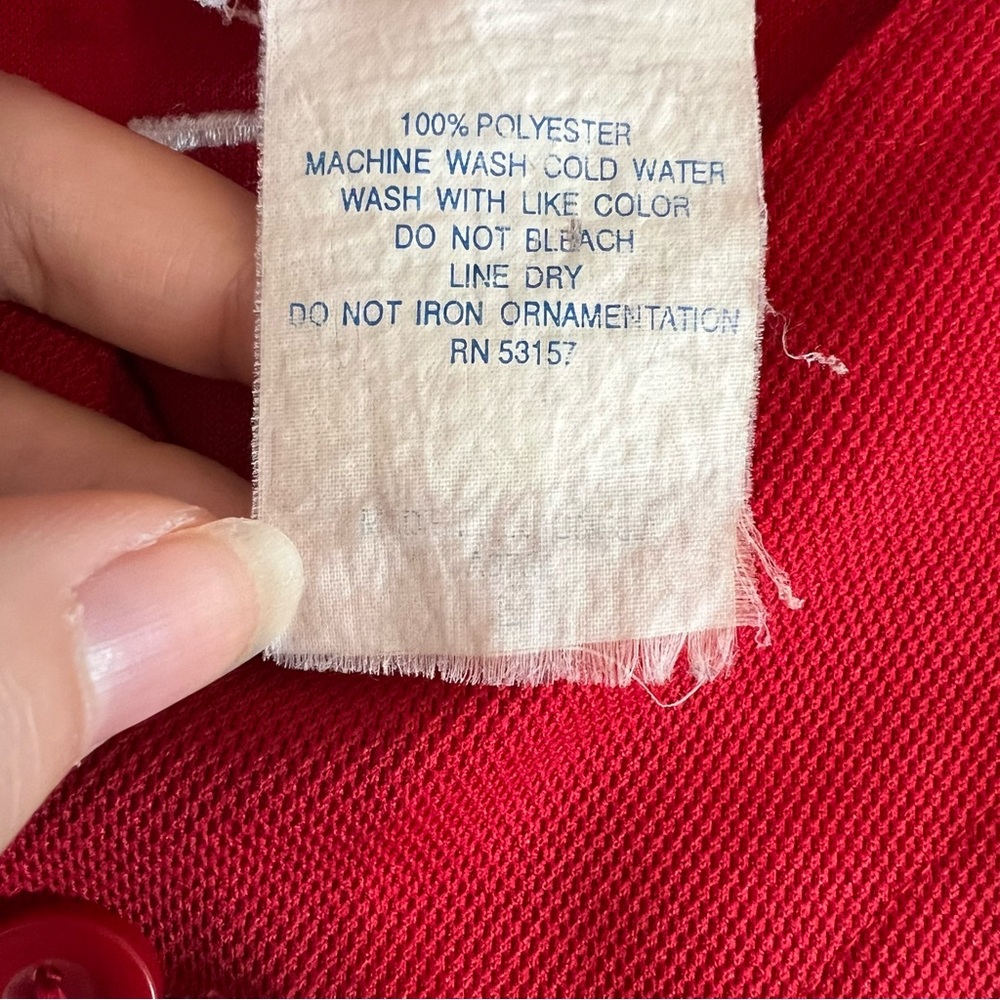 100% POLYESTER
MACHINE WASH COLD WATER
WASH WITH LIKE COLOR
DO NOT BLEACH
LINE DRY
DO NOT IRON ORNAMENTATION
RN 53157